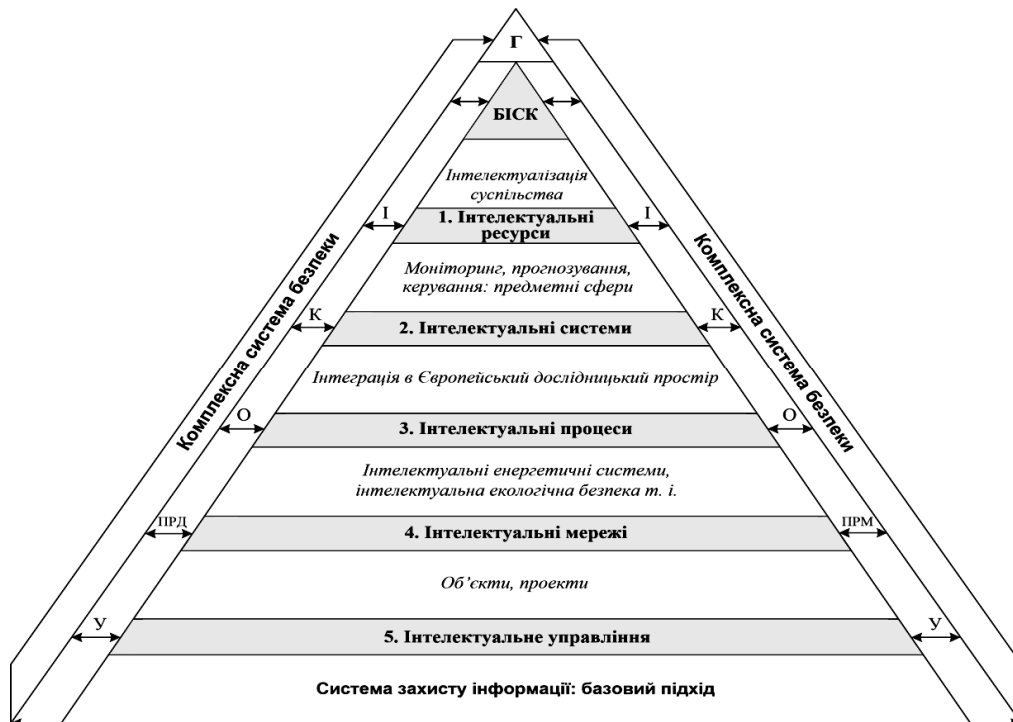 Г
БІСК
Інтелектуалізація
суспільства
І
1. Інтелектуальні
ресурси
І
Комплексна система безпеки
Комплексна система безпеки
Моніторинг, прогнозування,
керування: предметні сфери
К
2. Інтелектуальні системи
К
Інтеграція в Європейський дослідницький простір
О
3. Інтелектуальні процеси
О
Інтелектуальні енергетичні системи,
інтелектуальна екологічна безпека т. і.
ПРД
4. Інтелектуальні мережі
ПРМ
Об’єкти, проекти
У
5. Інтелектуальне управління
У
Система захисту інформації: базовий підхід